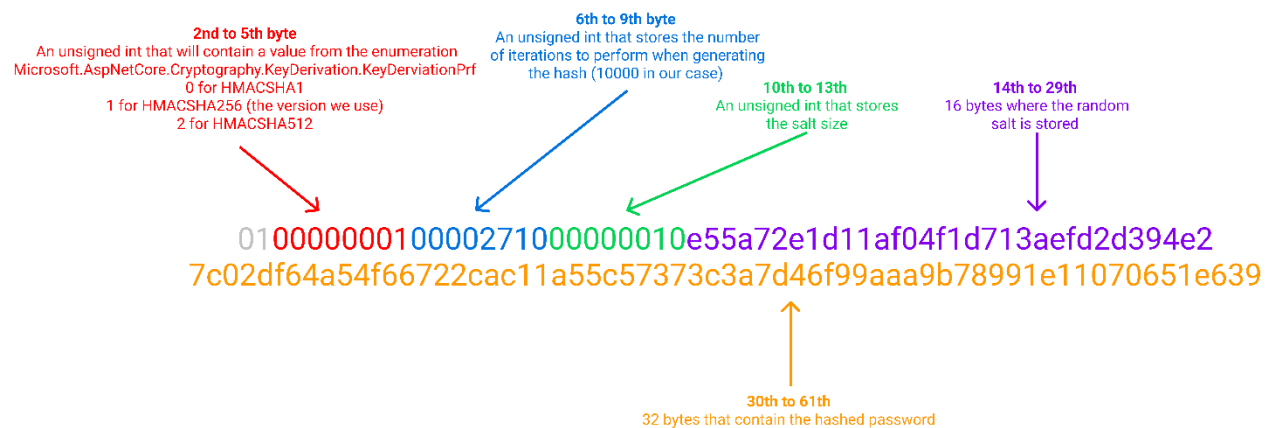 2nd to 5th byte
An unsigned int that will contain a value from the enumeration
Microsoft.AspNetCore.Cryptography.KeyDerivation.KeyDerviationPrf
0 for HMACSHA1
1 for HMACSHA256 (the version we use)
2 for HMACSHA512
6th to 9th byte
An unsigned int that stores the number
of iterations to perform when generating
the hash (10000 in our case)
10th to 13th
An unsigned int that stores
the salt size
14th to 29th
16 bytes where the random
salt is stored
01000000010000271000000010e55a72e1d11af04f1d713aefd2d394e2
7c02df64a54f66722cac11a55c57373c3a7d46f99aaa9b78991e11070651e639
30th to 61th
32 bytes that contain the hashed password